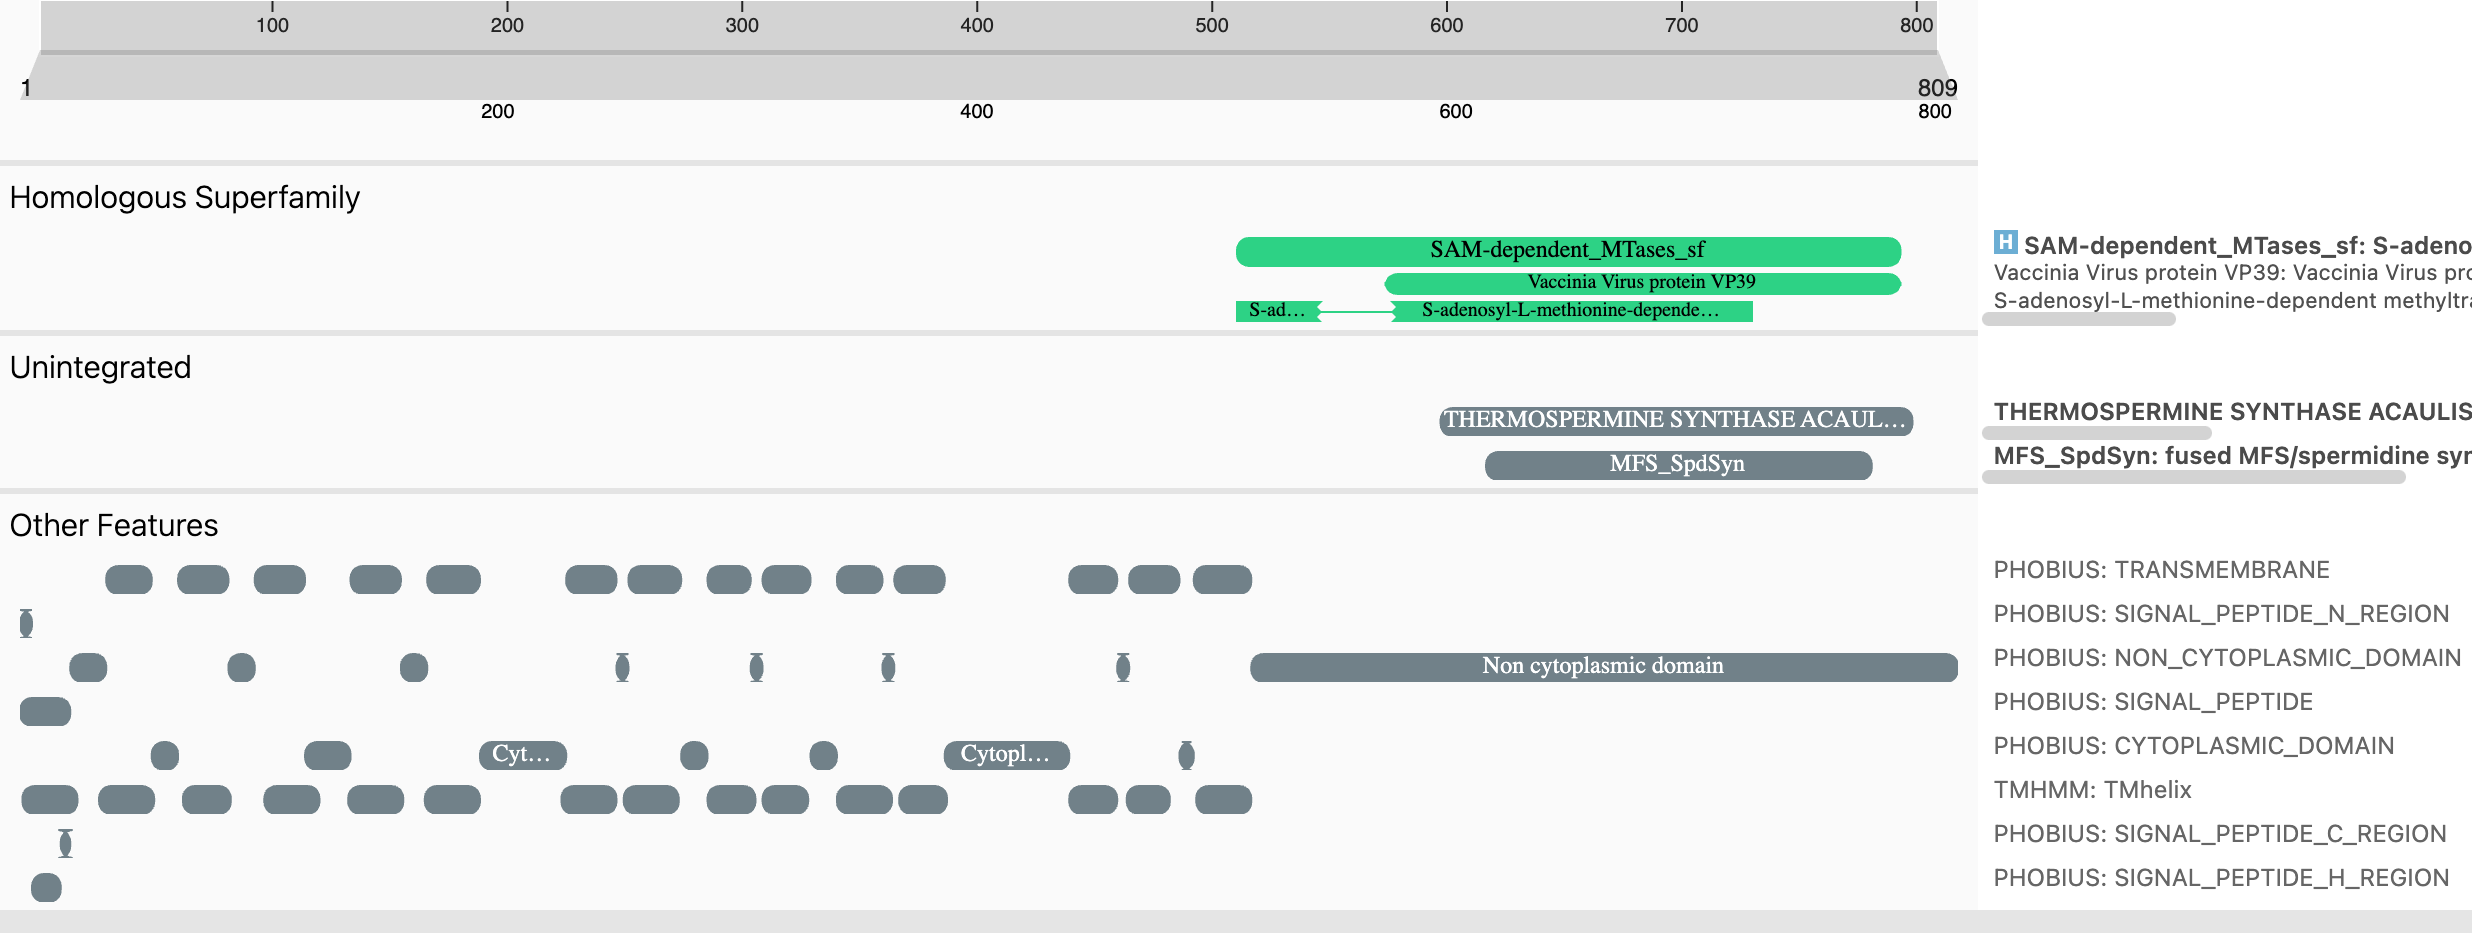 100 200 300 400 500 600 700 800
1 809
200 400 600 800
Homologous Superfamily
SAM-dependent_MTases_sf
H SAM-dependent_MTases_sf: S-adeno
Vaccinia Virus protein VP39
Vaccinia Virus protein VP39: Vaccinia Virus pro
S-ad… S-adenosyl-L-methionine-depende…
S-adenosyl-L-methionine-dependent methyltra
Unintegrated
THERMOSPERMINE SYNTHASE ACAUL…
THERMOSPERMINE SYNTHASE ACAULIS
MFS_SpdSyn
MFS_SpdSyn: fused MFS/spermidine syn
Other Features
PHOBIUS: TRANSMEMBRANE
PHOBIUS: SIGNAL_PEPTIDE_N_REGION
Non cytoplasmic domain
PHOBIUS: NON_CYTOPLASMIC_DOMAIN
PHOBIUS: SIGNAL_PEPTIDE
Cyt… Cytopl…
PHOBIUS: CYTOPLASMIC_DOMAIN
TMHMM: TMhelix
PHOBIUS: SIGNAL_PEPTIDE_C_REGION
PHOBIUS: SIGNAL_PEPTIDE_H_REGION